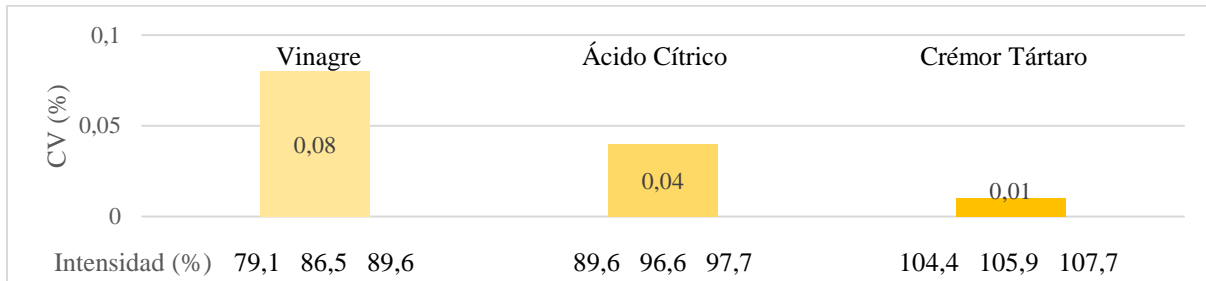 0,1
Vinagre Ácido Cítrico Crémor Tártaro
CV (%)
0,05
0,08
0,04
0,01
0
Intensidad (%) 79,1 86,5 89,6 89,6 96,6 97,7 104,4 105,9 107,7